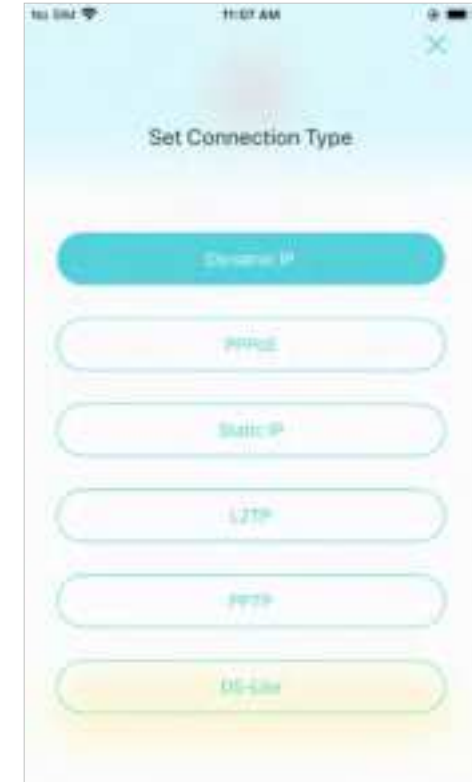 No SIM 11:07 AM
Set Connection Type
Dynamic IP
PPPoE
Static IP
L2TP
PPTP
DS-Lite